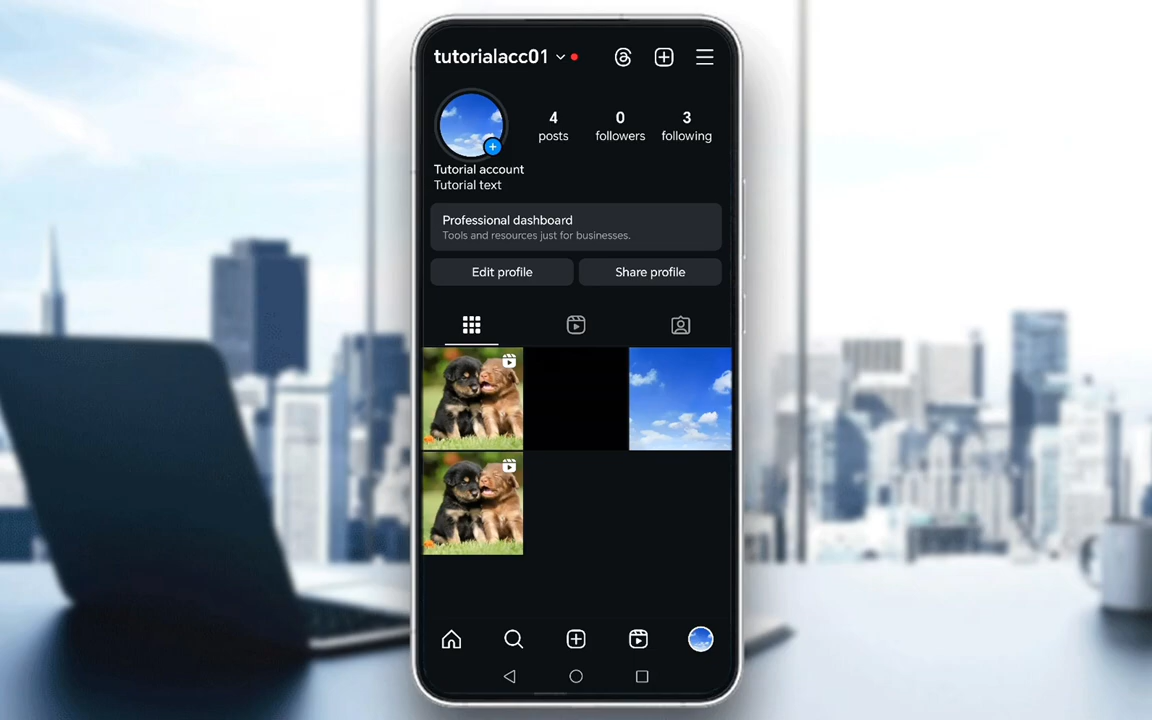 tutorialacc01
4 0 3
posts followers following
Tutorial account
Tutorial text
Professional dashboard
Tools and resources just for businesses.
Edit profile Share profile